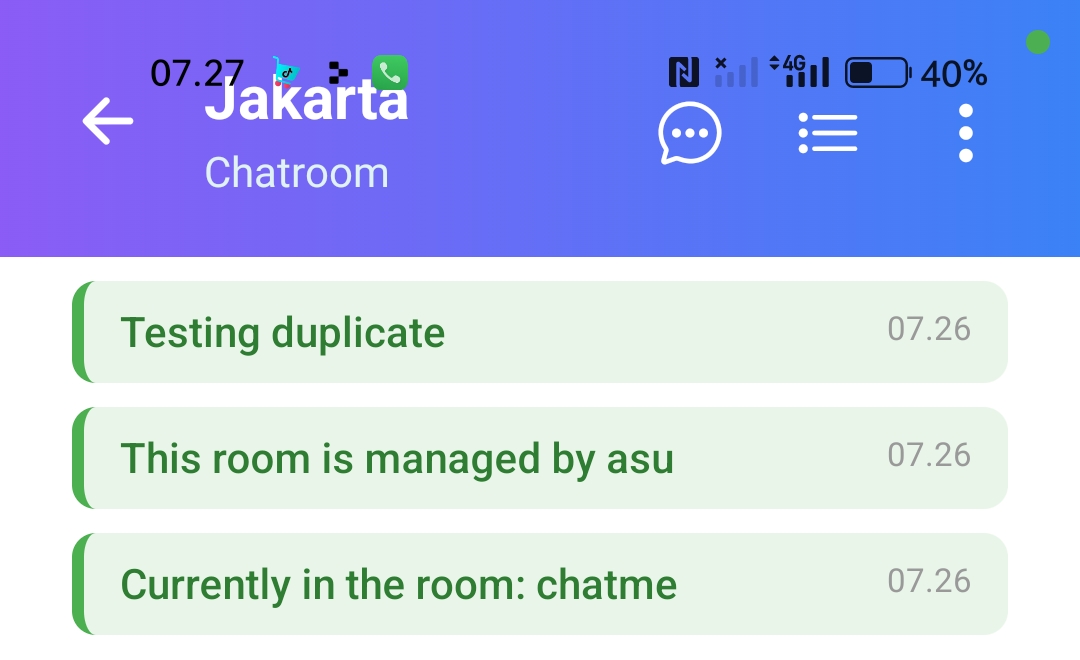 07.27
4G
40%
Jakarta
Chatroom
Testing duplicate
07.26
This room is managed by asu
07.26
Currently in the room: chatme
07.26